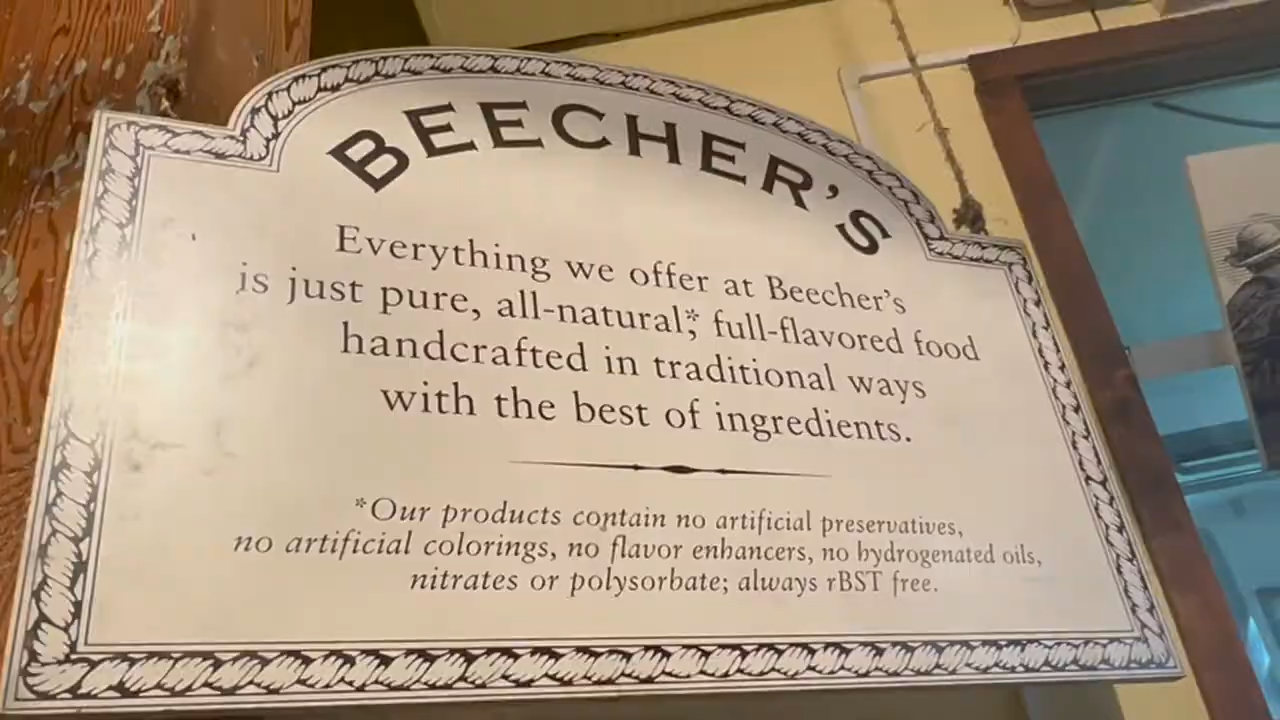 BEECHER'S
Everything we offer at Beecher's
is just pure, all-natural,* full-flavored food
handcrafted in traditional ways
with the best of ingredients.
*Our products contain no artificial preservatives,
no artificial colorings, no flavor enhancers, no hydrogenated oils,
nitrates or polysorbate; always rBST free.